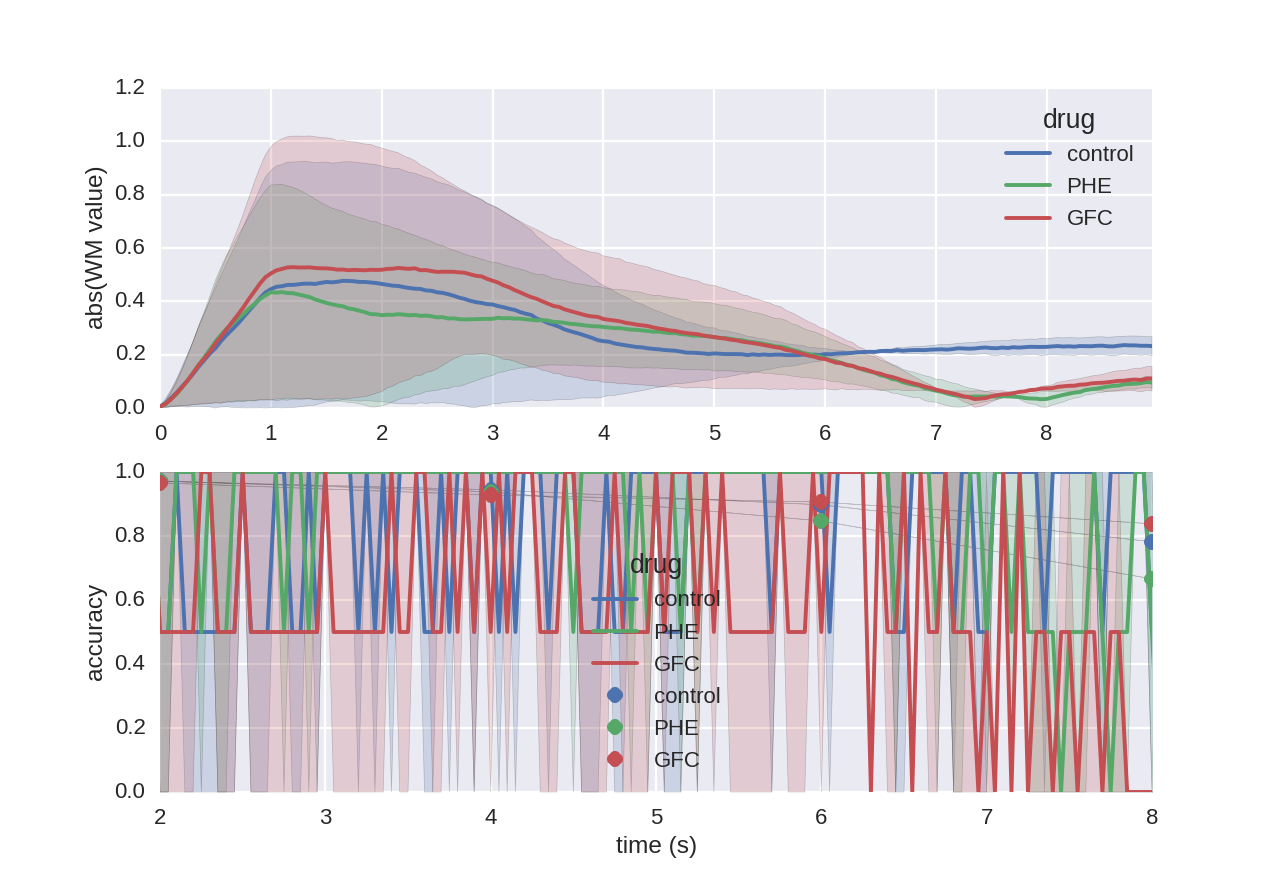 1.2
drug
1.0
control
0.8
PHE
GFC
0.6
abs(WM value)
0.4
0.2
0.0
0 1 2 3 4 5 6 7 8
1.0
0.8
drug
control
0.6
PHE
accuracy
GFC
0.4
control
PHE
0.2
GFC
0.0
2 3 4 5 6 7 8
time (s)